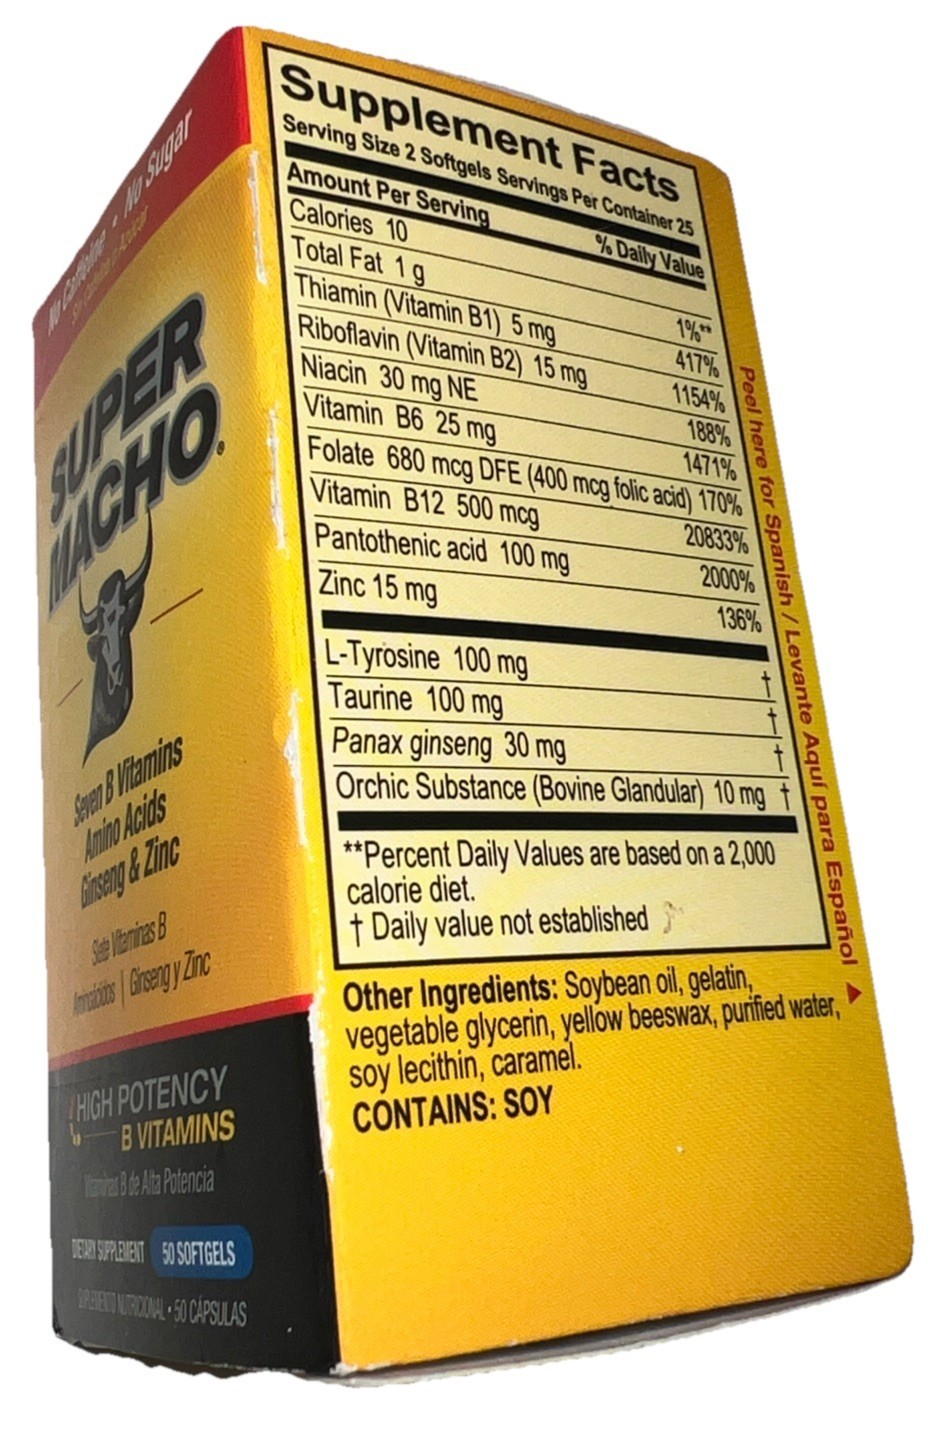 No Caffeine • No Sugar
Sin Cafeína ni Azúcar
SUPER
MACHO®
Seven B Vitamins
Amino Acids
Ginseng & Zinc
Siete Vitaminas B
Aminoácidos | Ginseng y Zinc
HIGH POTENCY
B VITAMINS
Vitaminas B de Alta Potencia
DIETARY SUPPLEMENT 50 SOFTGELS
SUPLEMENTO NUTRICIONAL • 50 CÁPSULAS
Supplement Facts
Serving Size 2 Softgels Servings Per Container 25
Amount Per Serving % Daily Value
Calories 10
Total Fat 1 g 1%**
Thiamin (Vitamin B1) 5 mg 417%
Riboflavin (Vitamin B2) 15 mg 1154%
Niacin 30 mg NE 188%
Vitamin B6 25 mg 1471%
Folate 680 mcg DFE (400 mcg folic acid) 170%
Vitamin B12 500 mcg 20833%
Pantothenic acid 100 mg 2000%
Zinc 15 mg 136%
L-Tyrosine 100 mg †
Taurine 100 mg †
Panax ginseng 30 mg †
Orchic Substance (Bovine Glandular) 10 mg †
**Percent Daily Values are based on a 2,000
calorie diet.
† Daily value not established
Other Ingredients: Soybean oil, gelatin,
vegetable glycerin, yellow beeswax, purified water,
soy lecithin, caramel.
CONTAINS: SOY
Peel here for Spanish / Levante Aquí para Español